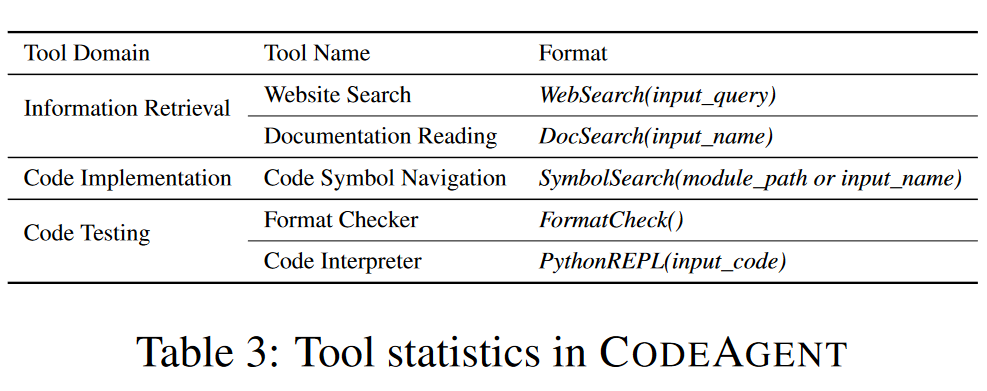 Tool Domain Tool Name Format
Information Retrieval Website Search WebSearch(input_query)
Documentation Reading DocSearch(input_name)
Code Implementation Code Symbol Navigation SymbolSearch(module_path or input_name)
Code Testing Format Checker FormatCheck()
Code Interpreter PythonREPL(input_code)
Table 3: Tool statistics in CODEAGENT